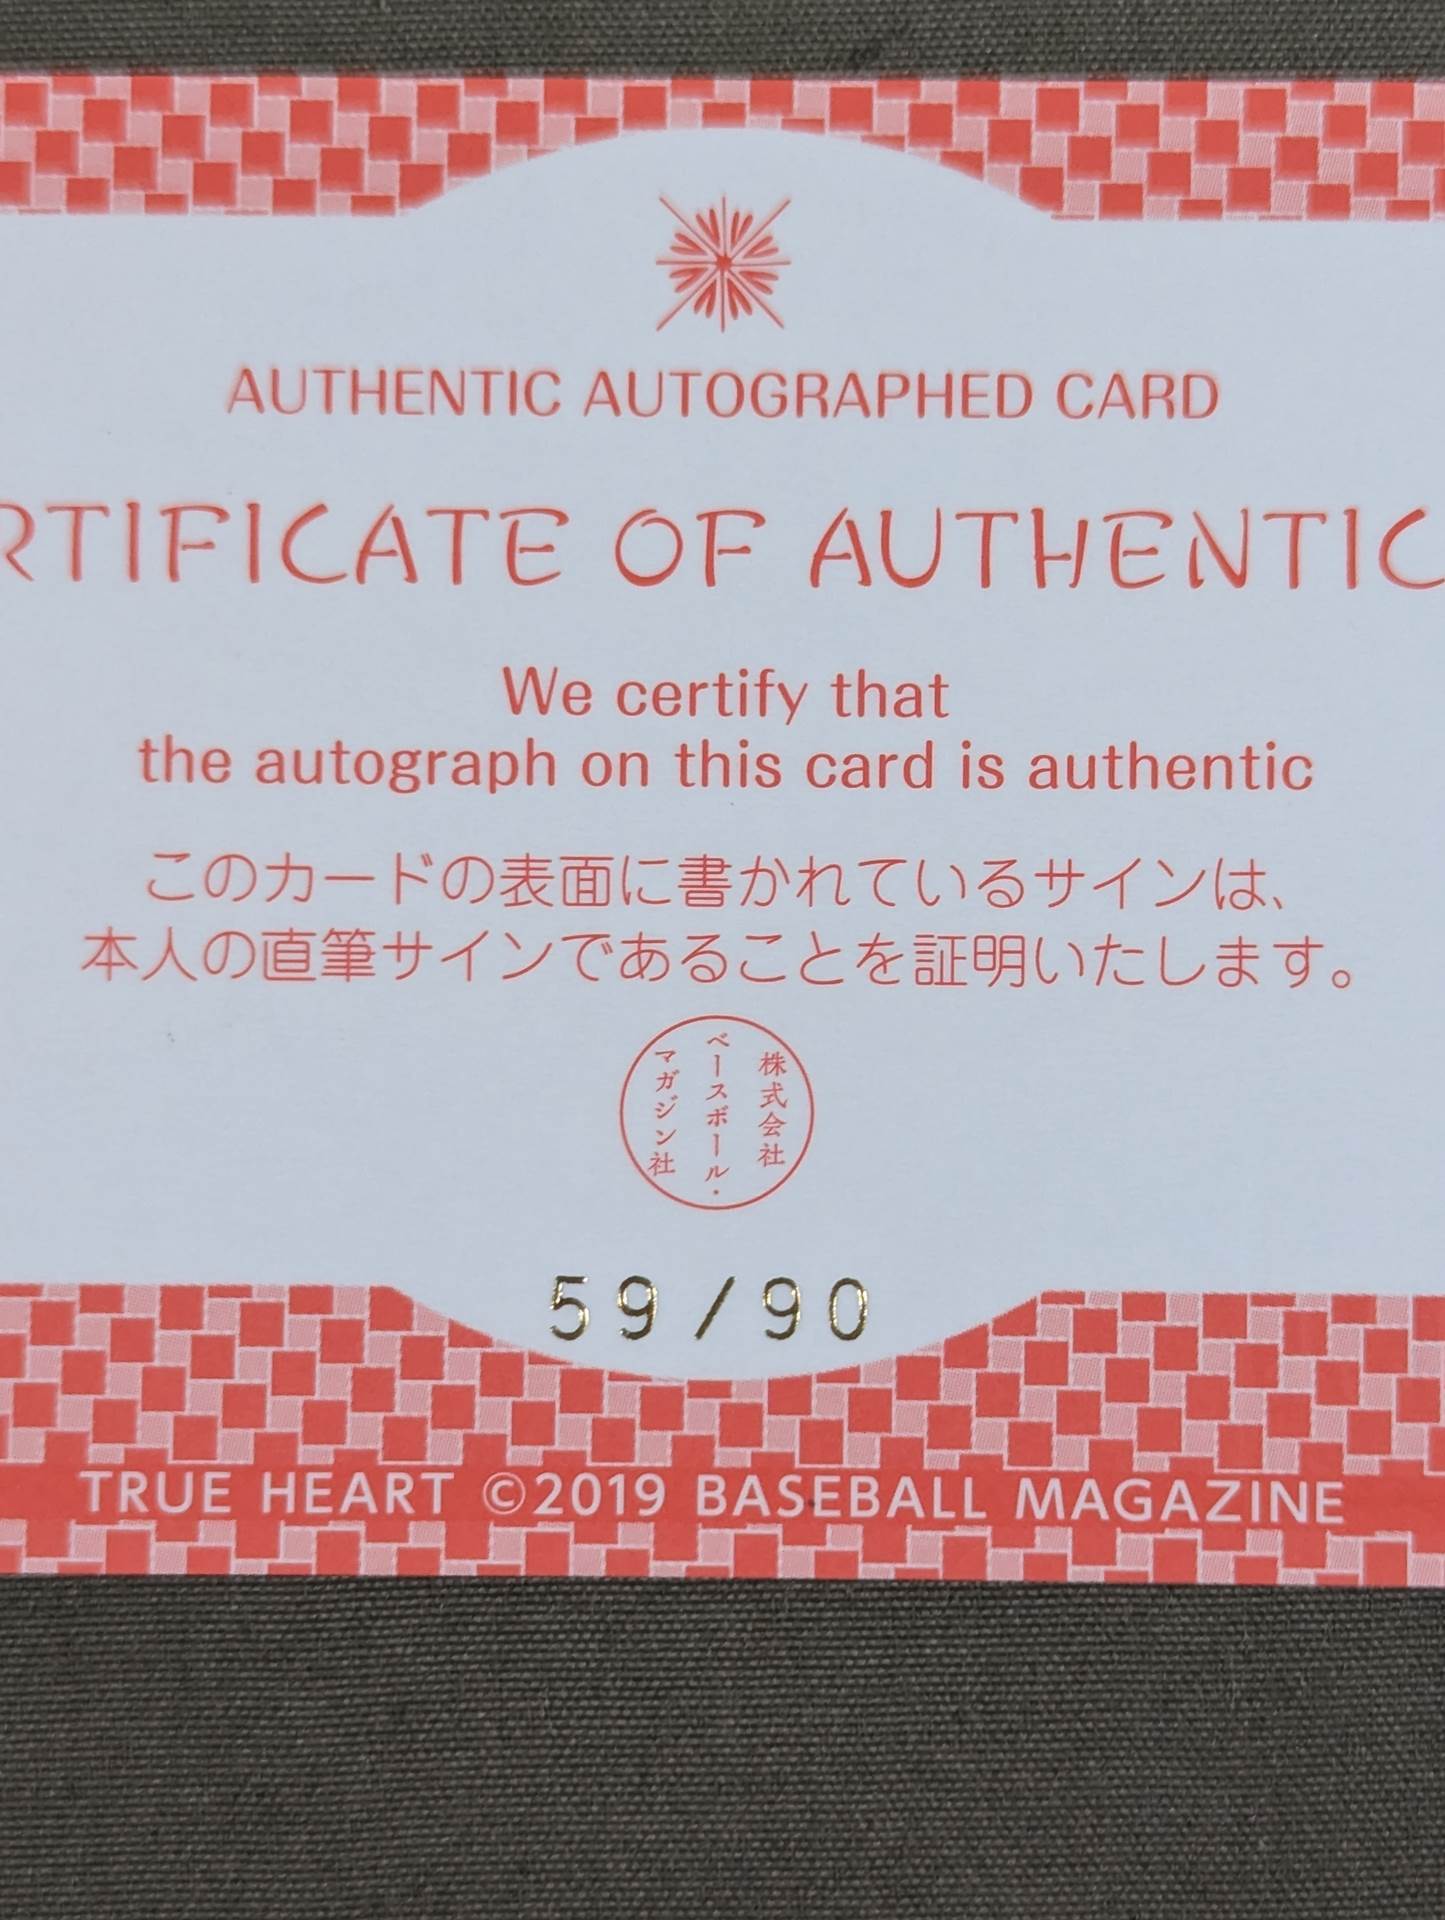 AUTHENTIC AUTOGRAPHED CARD
RTIFICATE OF AUTHENTIC
We certify that
the autograph on this card is authentic
このカードの表面に書かれているサインは、
本人の直筆サインであることを証明いたします。
株式会社
ベースボール・
マガジン社
59/90
TRUE HEART ©2019 BASEBALL MAGAZINE